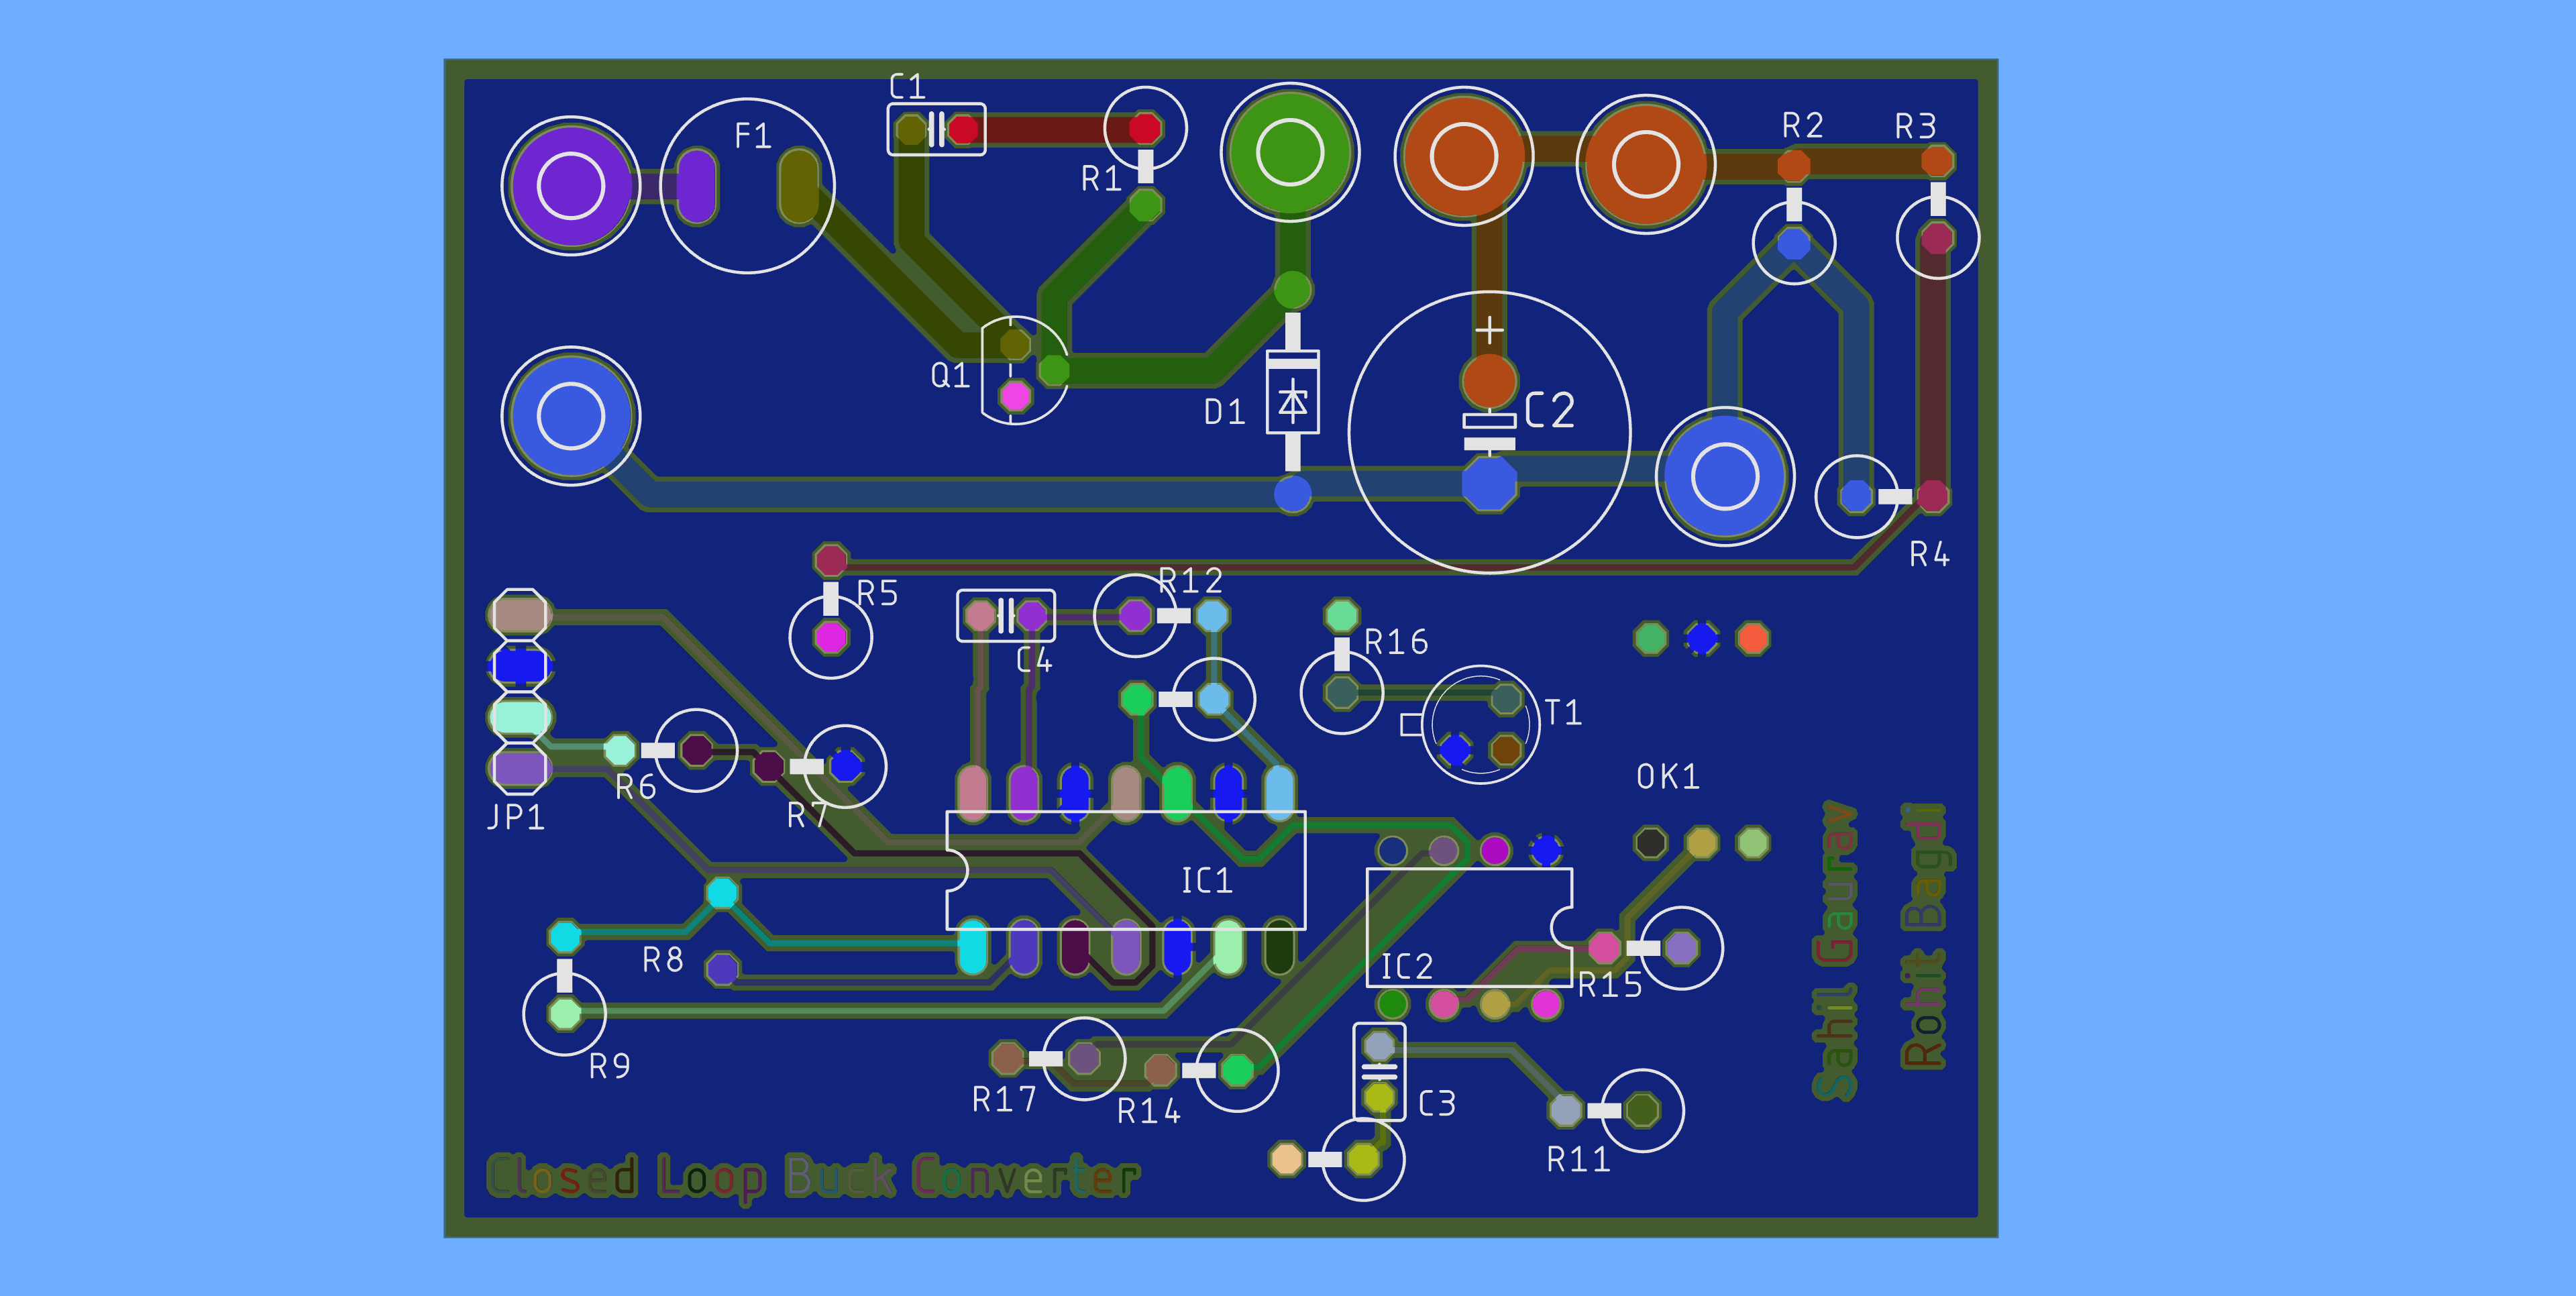 C1
F1
R1
R2
R3
Q1
D1
+
C2
R4
R5
R12
C4
R16
T1
R6
R7
JP1
OK1
IC1
IC2
R8
R15
R9
R17
R14
C3
R11
Sahil Gaurav
Rohit Bagdi
Closed Loop Buck Converter